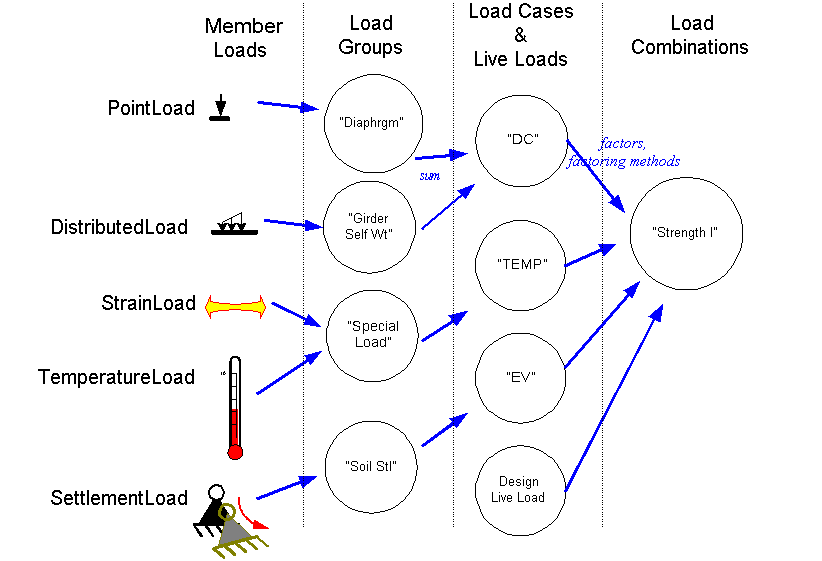 Member
Loads
Load
Groups
Load Cases
&
Live Loads
Load
Combinations
PointLoad
"Diaphrgm"
"DC"
factors,
factoring methods
sum
DistributedLoad
"Girder
Self Wt"
"Strength I"
"TEMP"
StrainLoad
"Special
Load"
TemperatureLoad
"EV"
"Soil Stl"
Design
Live Load
SettlementLoad